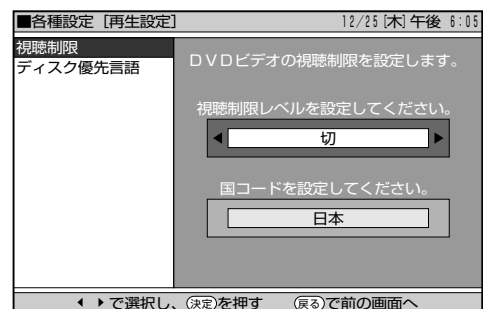 ■各種設定［再生設定］ 12/25[木]午後 6:05
視聴制限
ディスク優先言語
DVDビデオの視聴制限を設定します。
視聴制限レベルを設定してください。
◀ 切 ▶
国コードを設定してください。
日本
◀ ▶で選択し、決定を押す 戻るで前の画面へ